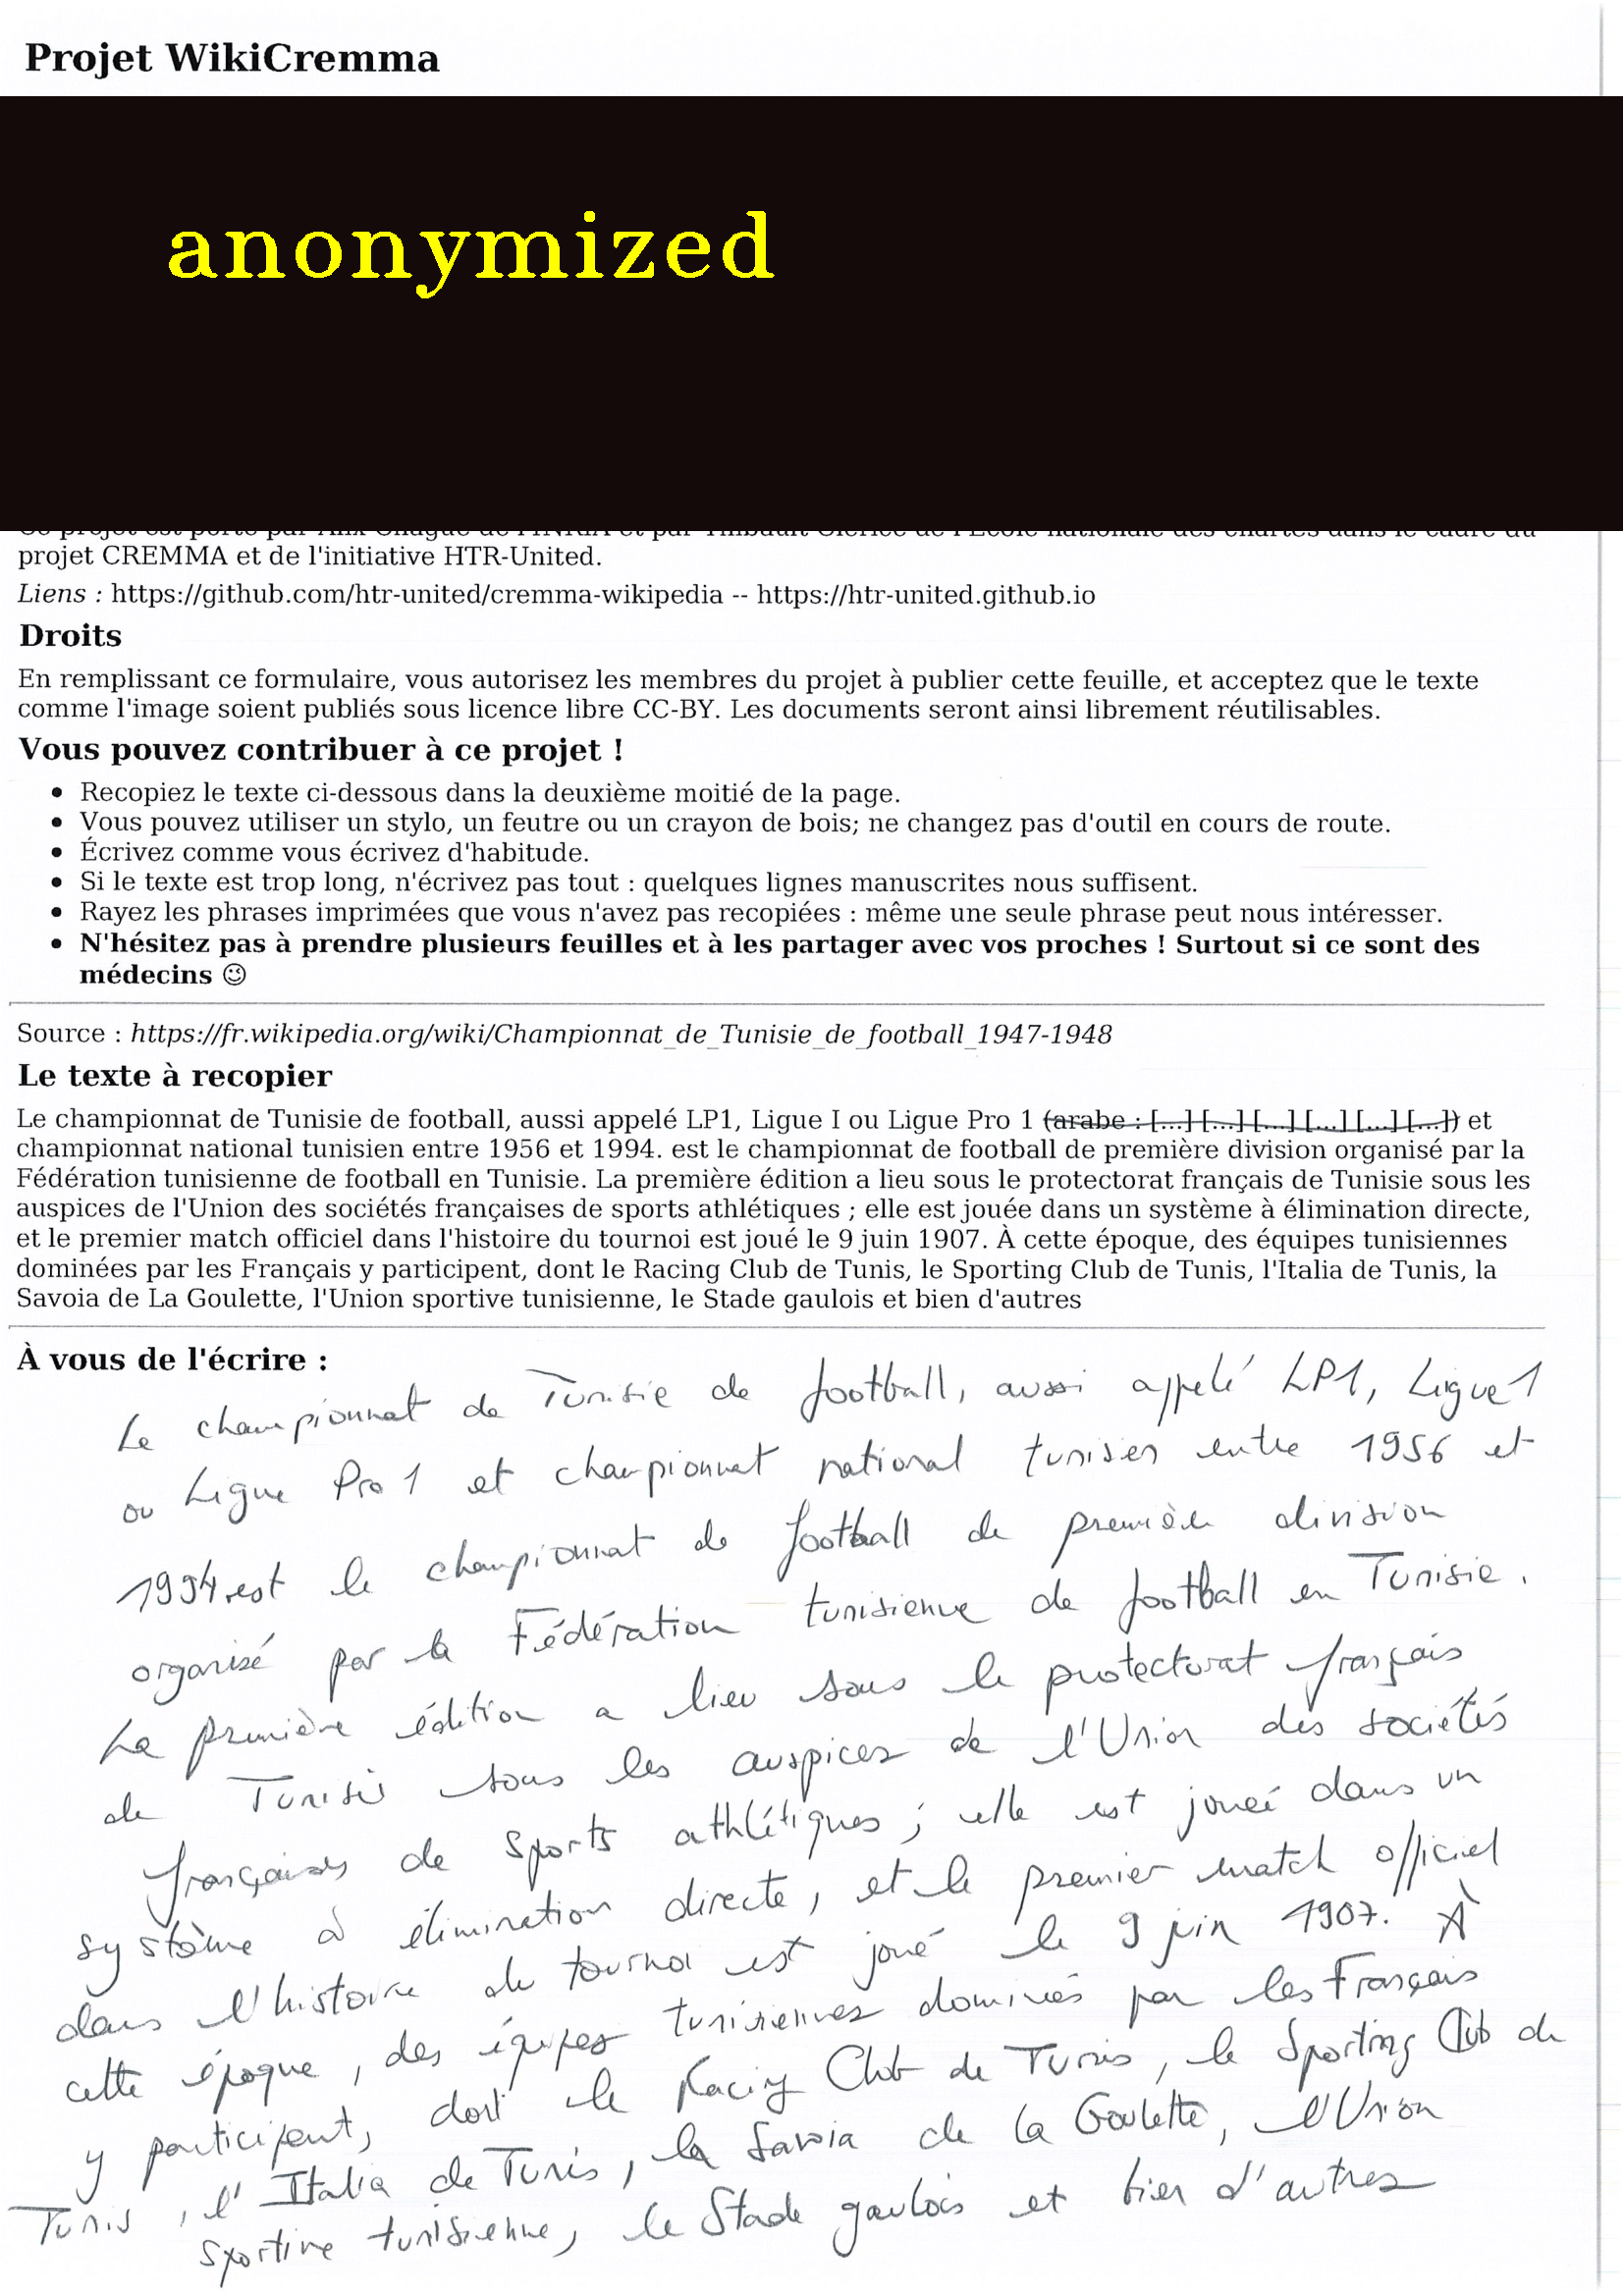 Projet WikiCremma
anonymized
projet CREMMA et de l'initiative HTR-United.
Liens : https://github.com/htr-united/cremma-wikipedia -- https://htr-united.github.io
Droits
En remplissant ce formulaire, vous autorisez les membres du projet à publier cette feuille, et acceptez que le texte
comme l'image soient publiés sous licence libre CC-BY. Les documents seront ainsi librement réutilisables.
Vous pouvez contribuer à ce projet !
• Recopiez le texte ci-dessous dans la deuxième moitié de la page.
• Vous pouvez utiliser un stylo, un feutre ou un crayon de bois; ne changez pas d'outil en cours de route.
• Écrivez comme vous écrivez d'habitude.
• Si le texte est trop long, n'écrivez pas tout : quelques lignes manuscrites nous suffisent.
• Rayez les phrases imprimées que vous n'avez pas recopiées : même une seule phrase peut nous intéresser.
• N'hésitez pas à prendre plusieurs feuilles et à les partager avec vos proches ! Surtout si ce sont des
médecins ☺
Source : https://fr.wikipedia.org/wiki/Championnat_de_Tunisie_de_football_1947-1948
Le texte à recopier
Le championnat de Tunisie de football, aussi appelé LP1, Ligue I ou Ligue Pro 1 (arabe : [...] [...] [...] [...] [...] [...]) et
championnat national tunisien entre 1956 et 1994. est le championnat de football de première division organisé par la
Fédération tunisienne de football en Tunisie. La première édition a lieu sous le protectorat français de Tunisie sous les
auspices de l'Union des sociétés françaises de sports athlétiques ; elle est jouée dans un système à élimination directe,
et le premier match officiel dans l'histoire du tournoi est joué le 9 juin 1907. À cette époque, des équipes tunisiennes
dominées par les Français y participent, dont le Racing Club de Tunis, le Sporting Club de Tunis, l'Italia de Tunis, la
Savoia de La Goulette, l'Union sportive tunisienne, le Stade gaulois et bien d'autres
À vous de l'écrire :
Le championnat de Tunisie de football, aussi appelé LP1, Ligue 1
ou Ligue Pro 1 et championnat national tunisien entre 1956 et
1994 est le championnat de football de première division
organisé par la Fédération tunisienne de football en Tunisie.
La première édition a lieu sous le protectorat français
de Tunisie sous les auspices de l'Union des sociétés
françaises de sports athlétiques ; elle est jouée dans un
système à élimination directe, et le premier match officiel
dans l'histoire de tournoi est joué le 9 juin 1907. À
cette époque, des équipes tunisiennes dominés par les Français
y participent, dont le Racing Club de Tunis, le Sporting Club de
Tunis, l'Italia de Tunis, la Savoia de la Goulette, l'Union
sportive tunisienne, le Stade gaulois et bien d'autres